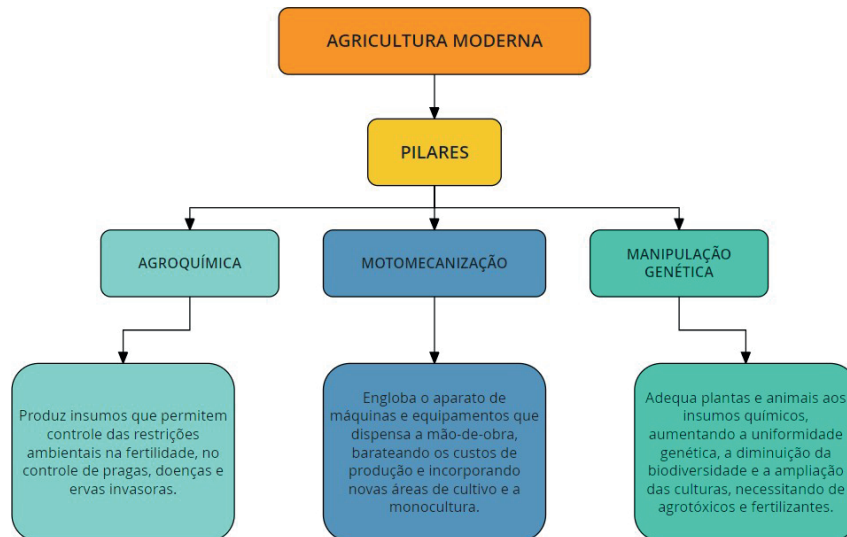 AGRICULTURA MODERNA
PILARES
AGROQUÍMICA
MOTOMECANIZAÇÃO
MANIPULAÇÃO
GENÉTICA
Produz insumos que permitem
controle das restrições
ambientais na fertilidade, no
controle de pragas, doenças e
ervas invasoras.
Engloba o aparato de
máquinas e equipamentos que
dispensa a mão-de-obra,
barateando os custos de
produção e incorporando
novas áreas de cultivo e a
monocultura.
Adequa plantas e animais aos
insumos químicos,
aumentando a uniformidade
genética, a diminuição da
biodiversidade e a ampliação
das culturas, necessitando de
agrotóxicos e fertilizantes.